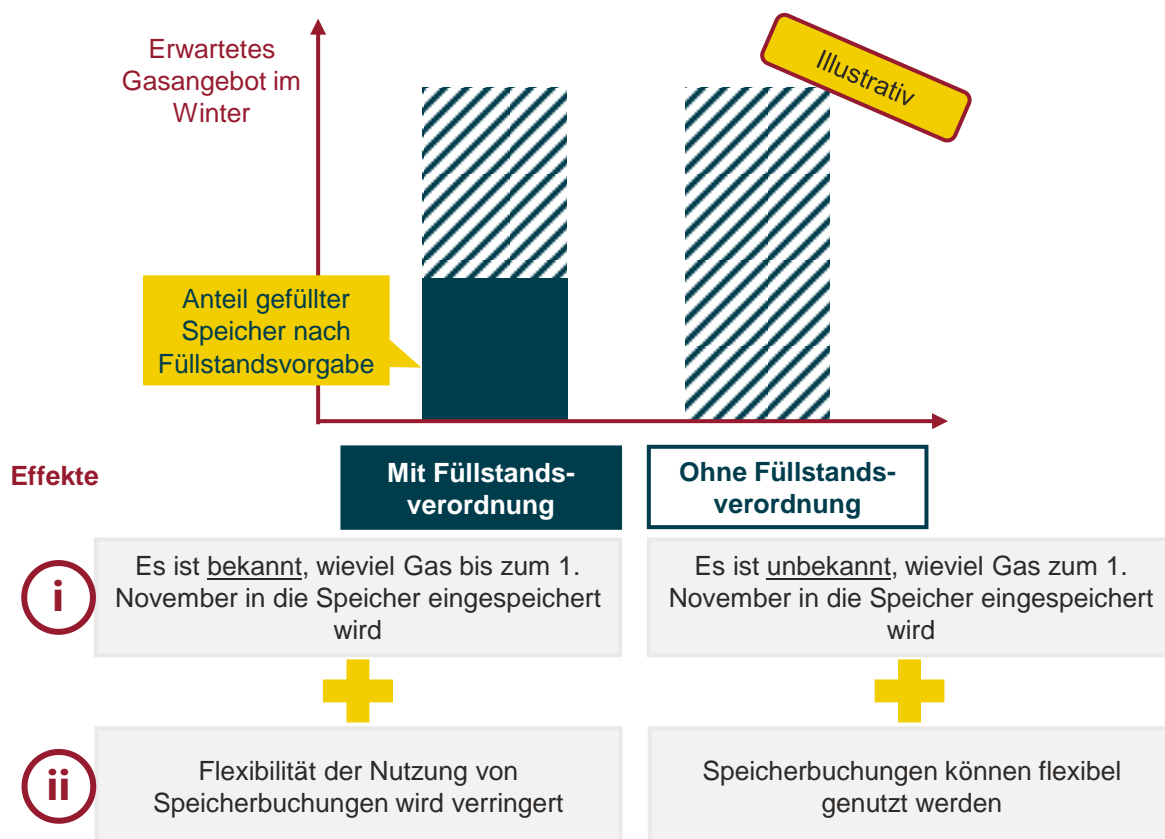 Erwartetes
Gasangebot im
Winter
Illustrativ
Anteil gefüllter
Speicher nach
Füllstandsvorgabe
Effekte
Mit Füllstands-
verordnung
Ohne Füllstands-
verordnung
i
Es ist bekannt, wieviel Gas bis zum 1.
November in die Speicher eingespeichert
wird
Es ist unbekannt, wieviel Gas zum 1.
November in die Speicher eingespeichert
wird
ii
Flexibilität der Nutzung von
Speicherbuchungen wird verringert
Speicherbuchungen können flexibel
genutzt werden